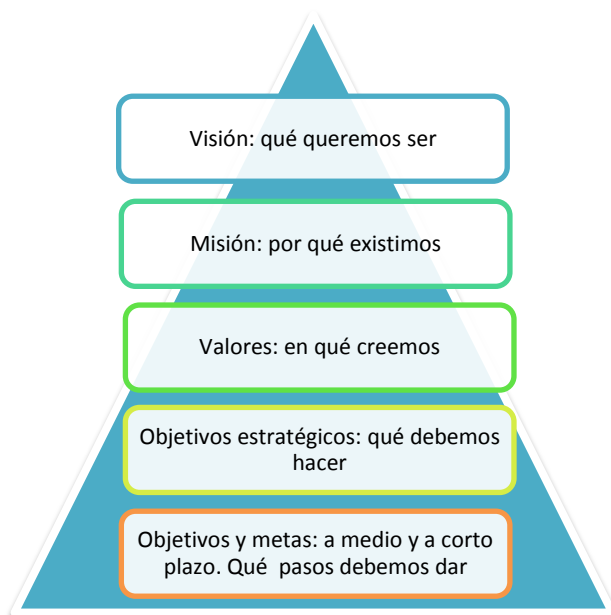 Visión: qué queremos ser
Misión: por qué existimos
Valores: en qué creemos
Objetivos estratégicos: qué debemos
hacer
Objetivos y metas: a medio y a corto
plazo. Qué  pasos debemos dar